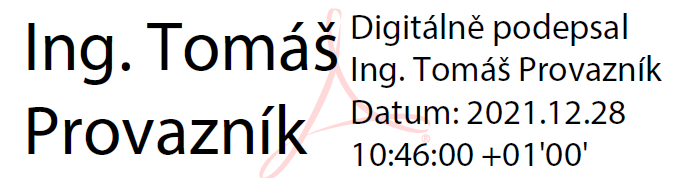 Ing. Tomáš
Provazník
Digitálně podepsal
Ing. Tomáš Provazník
Datum: 2021.12.28
10:46:00 +01'00'